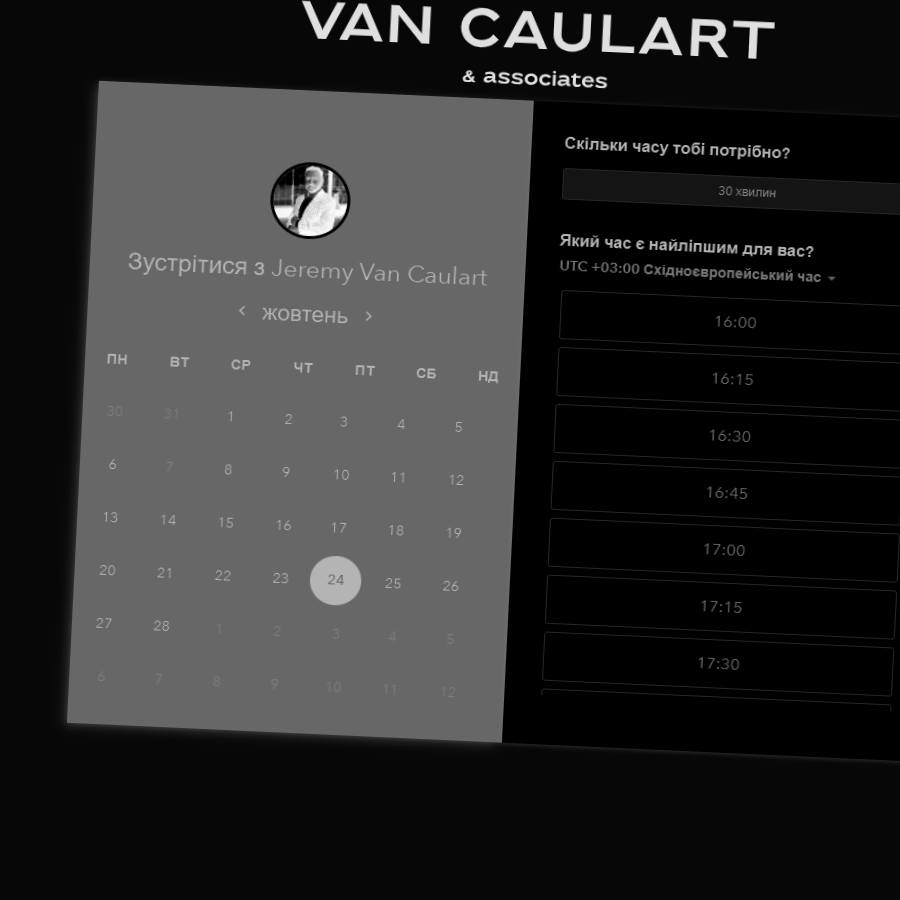 VAN CAULART
& associates
Зустрітися з Jeremy Van Caulart
‹ жовтень ›
ПН ВТ СР ЧТ ПТ СБ НД
30 31 1 2 3 4 5
6 7 8 9 10 11 12
13 14 15 16 17 18 19
20 21 22 23 24 25 26
27 28 1 2 3 4 5
6 7 8 9 10 11 12
Скільки часу тобі потрібно?
30 хвилин
Який час є найліпшим для вас?
UTC +03:00 Східноєвропейський час
16:00
16:15
16:30
16:45
17:00
17:15
17:30